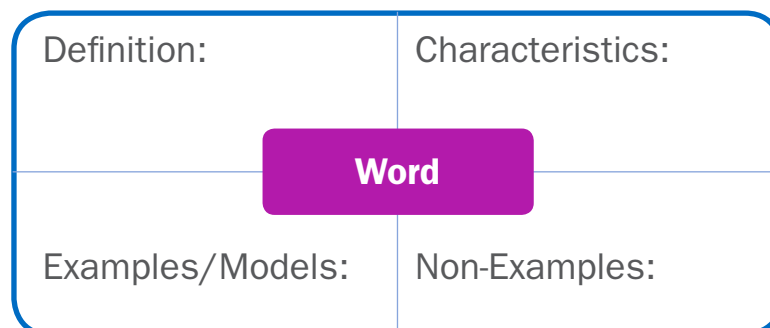 Definition:
Characteristics:
Word
Examples/Models:
Non-Examples: